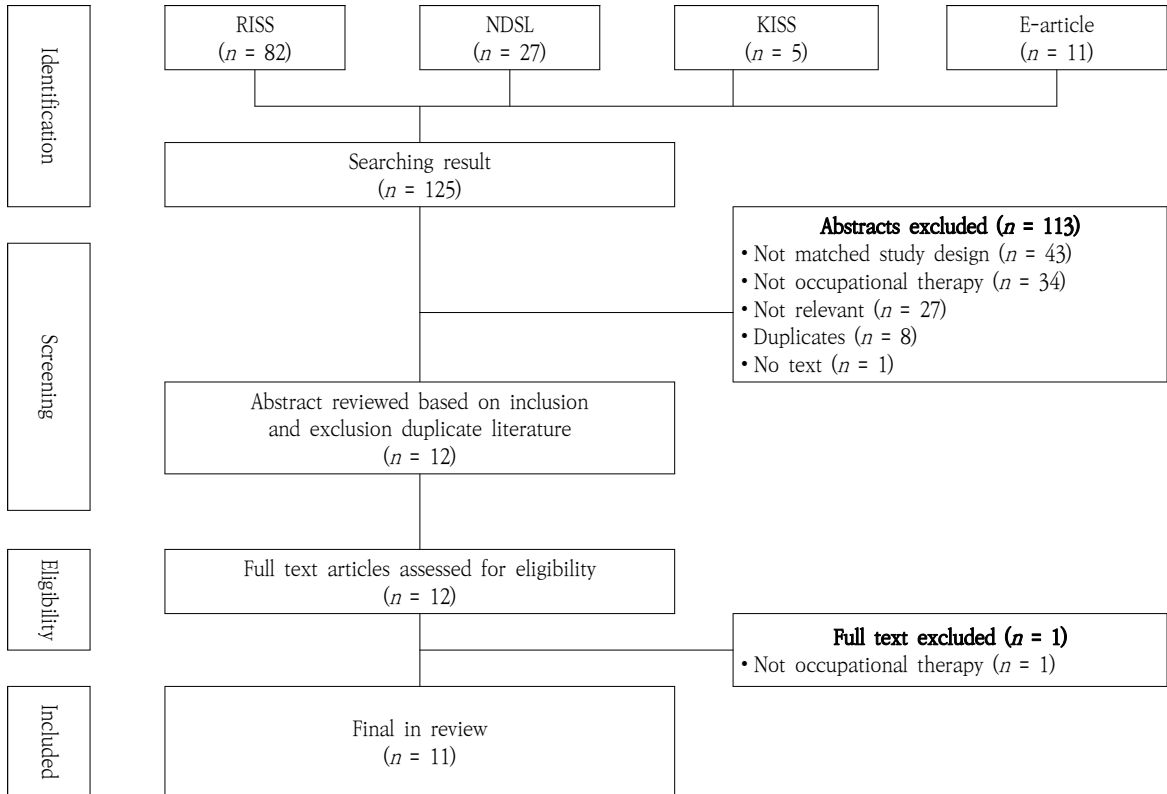 Identification
RISS
(n = 82)
NDSL
(n = 27)
KISS
(n = 5)
E-article
(n = 11)
Searching result
(n = 125)
Screening
Abstracts excluded (n = 113)
• Not matched study design (n = 43)
• Not occupational therapy (n = 34)
• Not relevant (n = 27)
• Duplicates (n = 8)
• No text (n = 1)
Abstract reviewed based on inclusion
and exclusion duplicate literature
(n = 12)
Eligibility
Full text articles assessed for eligibility
(n = 12)
Full text excluded (n = 1)
• Not occupational therapy (n = 1)
Included
Final in review
(n = 11)